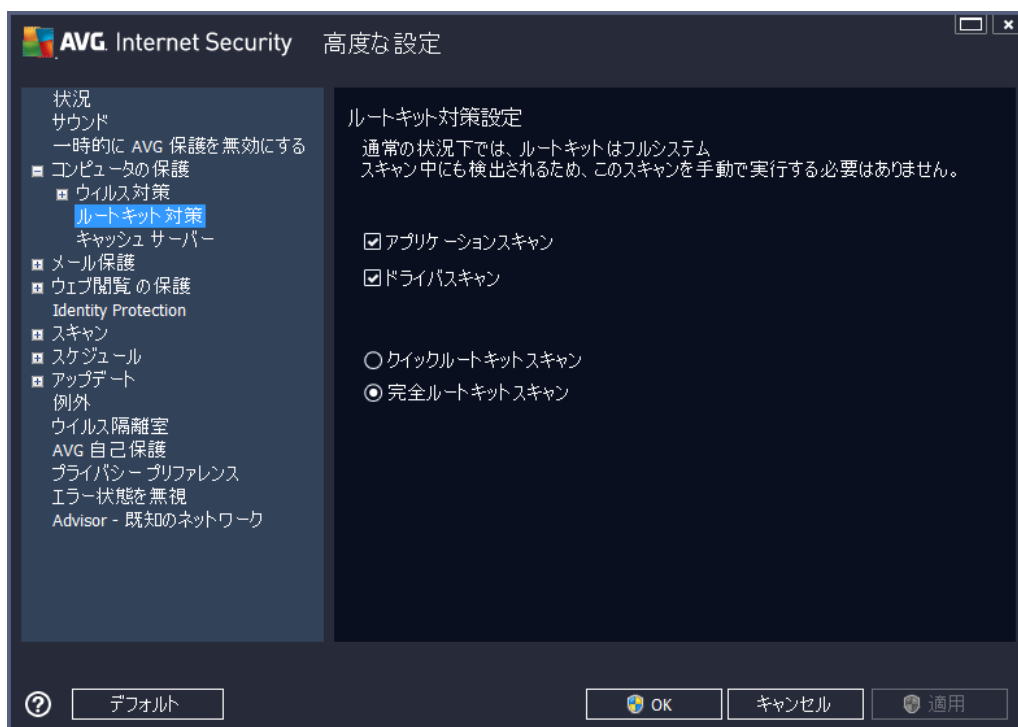 AVG. Internet Security 高度な設定
状況
サウンド
一時的に AVG 保護を無効にする
コンピュータの保護
ウィルス対策
ルートキット対策
キャッシュ サーバー
メール保護
ウェブ閲覧 の保護
Identity Protection
スキャン
スケジュール
アップデート
例外
ウイルス隔離室
AVG 自己保護
プライバシー プリファレンス
エラー状態を無視
Advisor - 既知のネットワーク
ルートキット対策設定
通常の状況下では、ルートキットはフルシステム
スキャン中にも検出されるため、このスキャンを手動で実行する必要はありません。
アプリケーションスキャン
ドライバスキャン
クイックルートキットスキャン
完全ルートキットスキャン
デフォルト
OK
キャンセル
適用